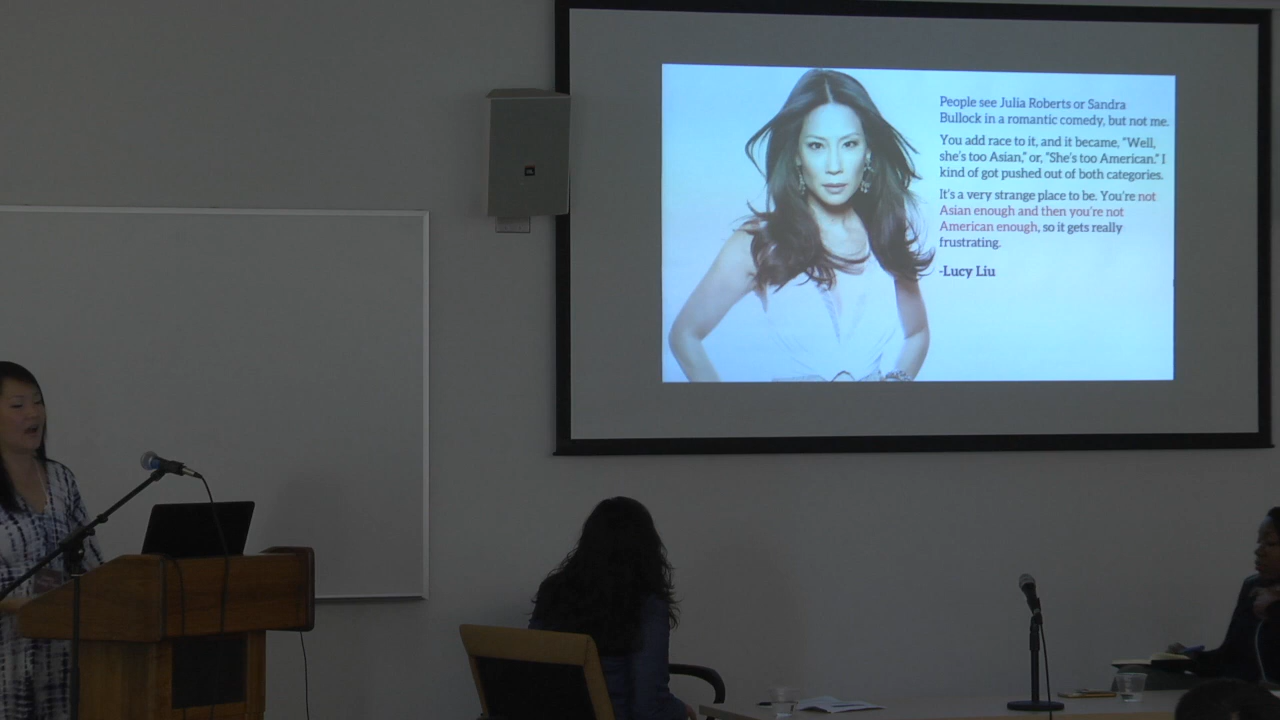 People see Julia Roberts or Sandra
Bullock in a romantic comedy, but not me.
You add race to it, and it became, "Well,
she's too Asian," or, "She's too American." I
kind of got pushed out of both categories.
It's a very strange place to be. You're not
Asian enough and then you're not
American enough, so it gets really
frustrating.
-Lucy Liu